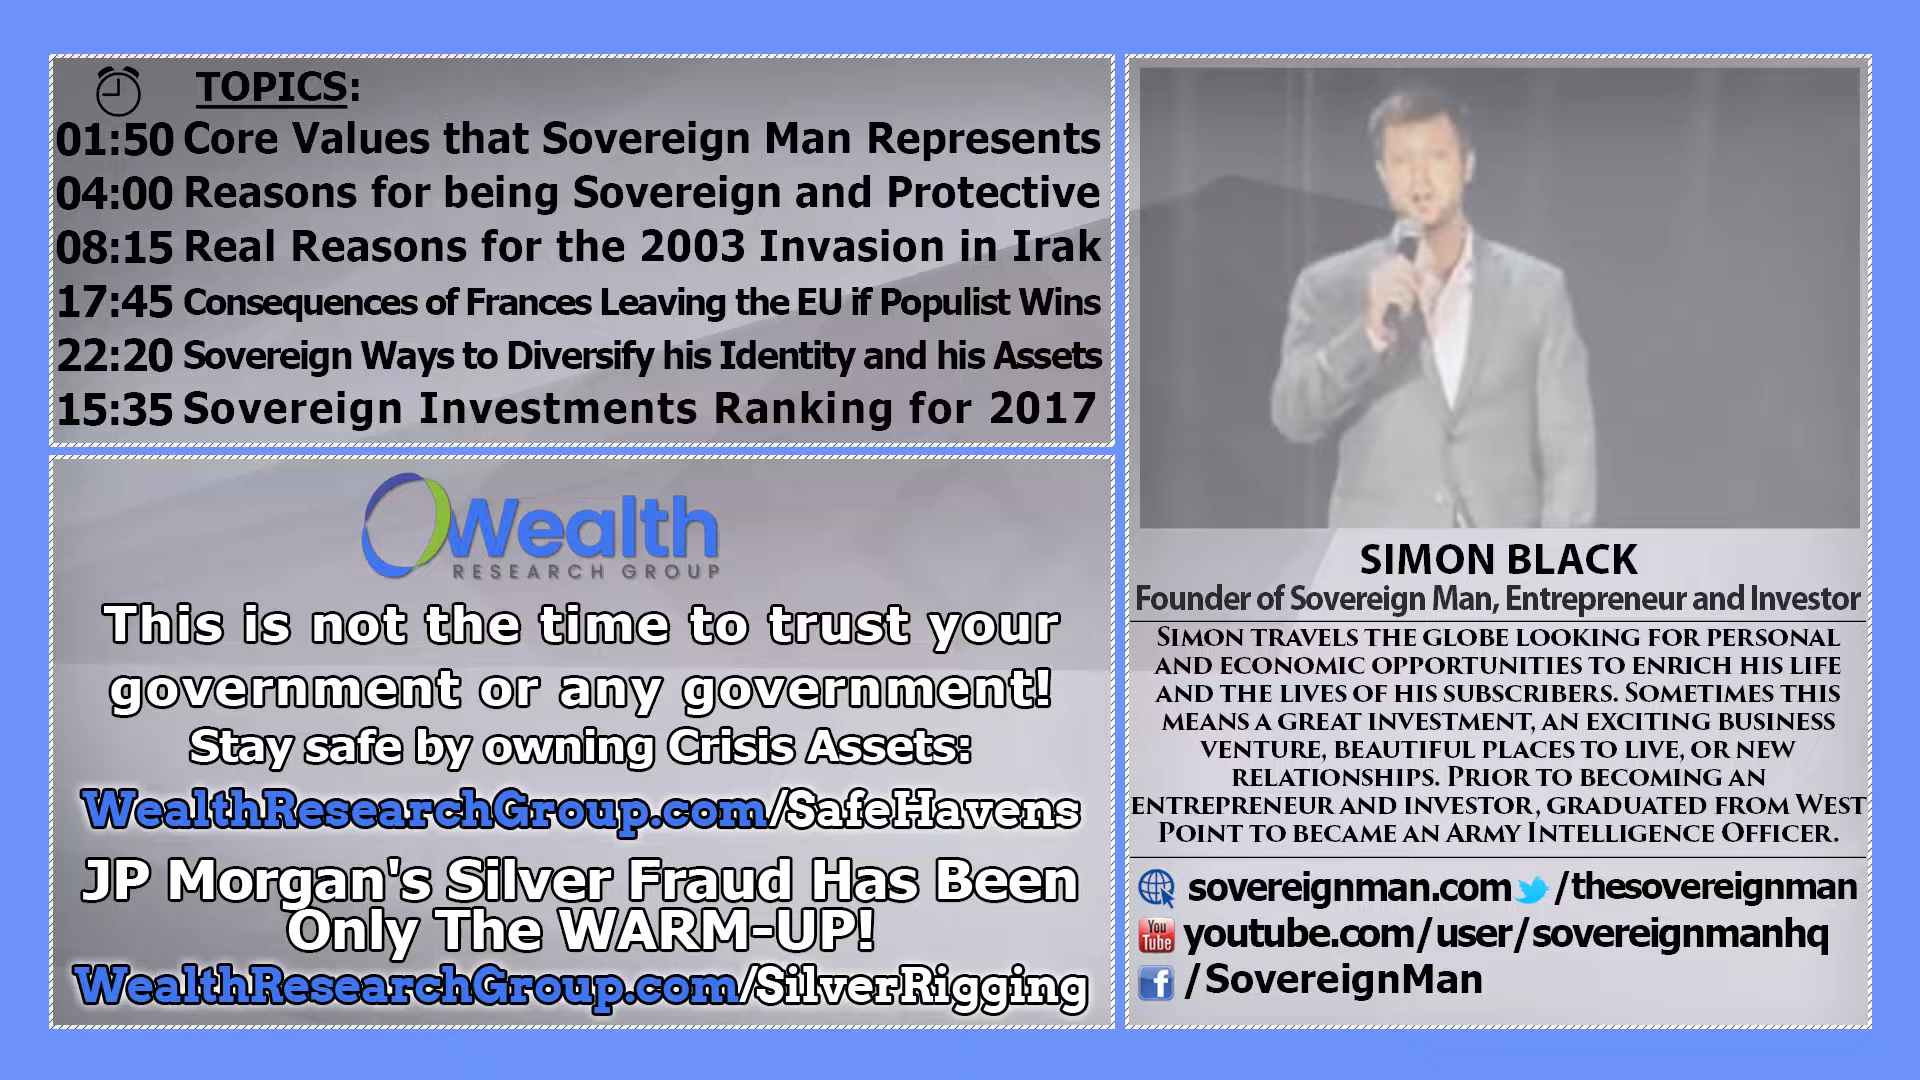 TOPICS:
01:50 Core Values that Sovereign Man Represents
04:00 Reasons for being Sovereign and Protective
08:15 Real Reasons for the 2003 Invasion in Irak
17:45 Consequences of Frances Leaving the EU if Populist Wins
22:20 Sovereign Ways to Diversify his Identity and his Assets
15:35 Sovereign Investments Ranking for 2017
Wealth
RESEARCH GROUP
This is not the time to trust your
government or any government!
Stay safe by owning Crisis Assets:
WealthResearchGroup.com/SafeHavens
JP Morgan's Silver Fraud Has Been
Only The WARM-UP!
WealthResearchGroup.com/SilverRigging
SIMON BLACK
Founder of Sovereign Man, Entrepreneur and Investor
Simon travels the globe looking for personal
and economic opportunities to enrich his life
and the lives of his subscribers. Sometimes this
means a great investment, an exciting business
venture, beautiful places to live, or new
relationships. Prior to becoming an
entrepreneur and investor, graduated from West
Point to became an Army Intelligence Officer.
sovereignman.com /thesovereignman
You Tube youtube.com/user/sovereignmanhq
f /SovereignMan